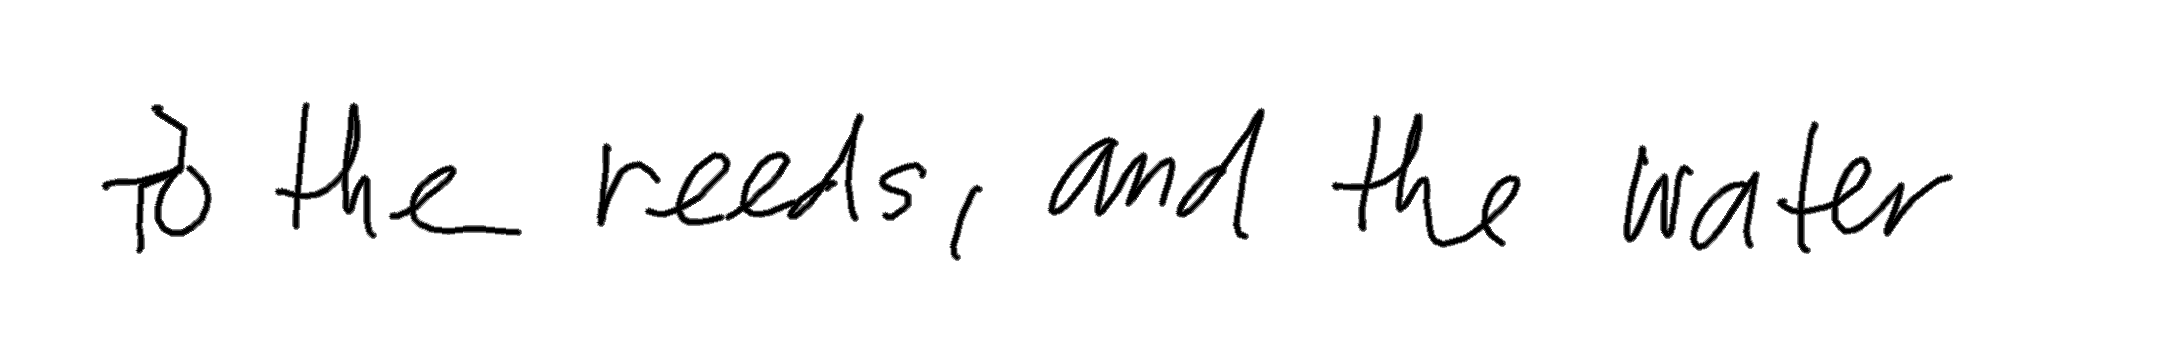 To the reeds, and the water